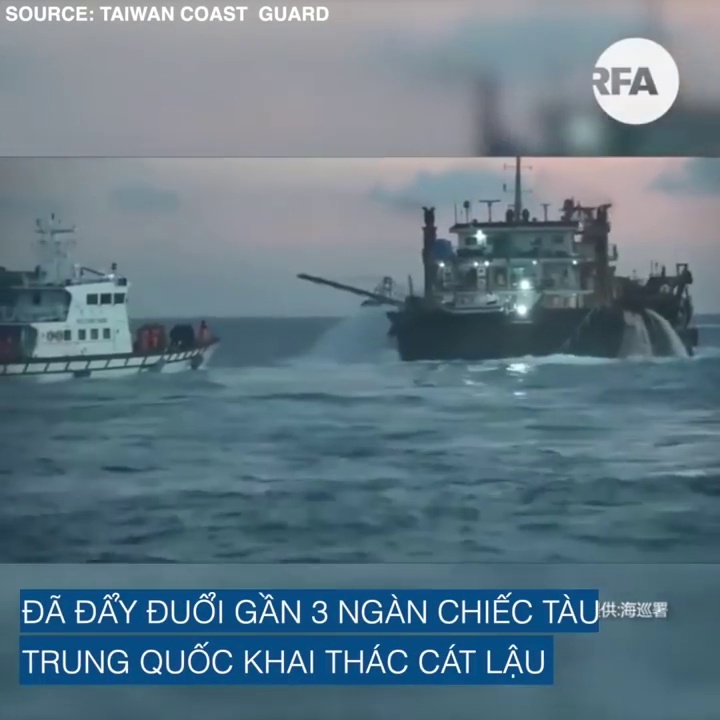 SOURCE: TAIWAN COAST GUARD
RFA
ĐÃ ĐẨY ĐUỔI GẦN 3 NGÀN CHIẾC TÀU
供:海巡署
TRUNG QUỐC KHAI THÁC CÁT LẬU